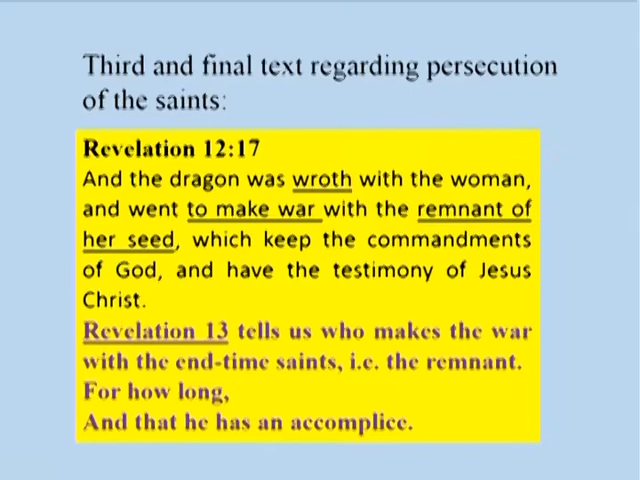 Third and final text regarding persecution
of the saints:
Revelation 12:17
And the dragon was wroth with the woman,
and went to make war with the remnant of
her seed, which keep the commandments
of God, and have the testimony of Jesus
Christ.
Revelation 13 tells us who makes the war
with the end-time saints, i.e. the remnant.
For how long,
And that he has an accomplice.